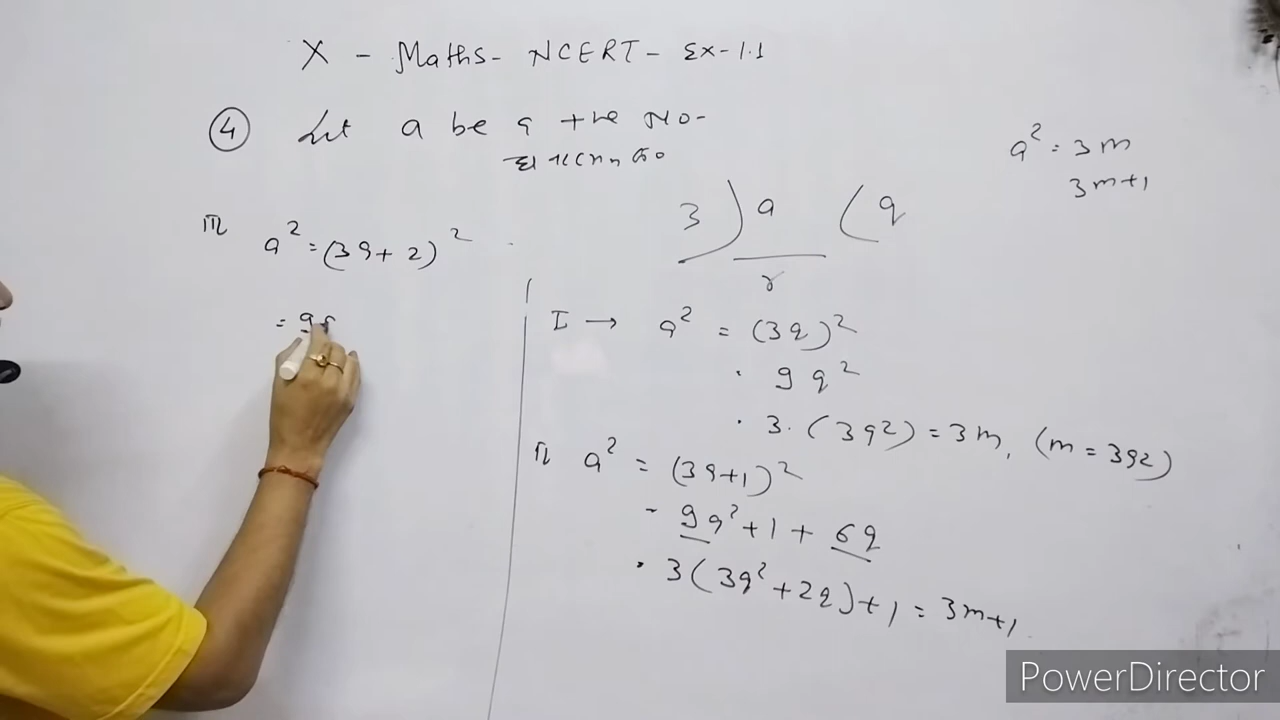 X - Maths - NCERT - Ex-1.1
④ Let a be a +ve No-
a² = 3m
3m+1
3 ) a ( q
r
III a² = (3q + 2)²
= 9q
I → a² = (3q)²
. 9q²
. 3. (3q²) = 3m, (m = 3q2)
II a² = (3q+1)²
- 9q² + 1 + 6q
. 3(3q² + 2q) + 1 = 3m+1
PowerDirector